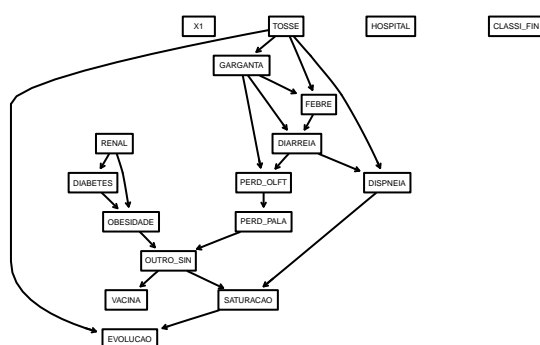 X1 TOSSE HOSPITAL CLASSI_FIN
GARGANTA
FEBRE
RENAL DIARREIA
DIABETES PERD_OLFT DISPNEIA
OBESIDADE PERD_PALA
OUTRO_SIN
VACINA SATURACAO
EVOLUCAO